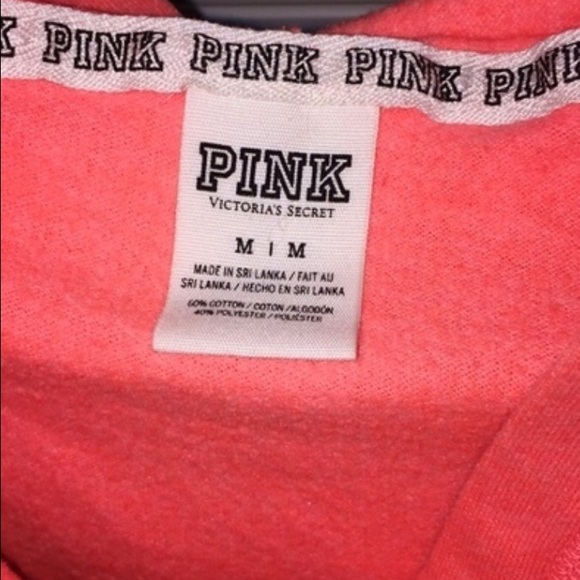 K PINK PINK PINK PINK
PINK
VICTORIA'S SECRET
M | M
MADE IN SRI LANKA / FAIT AU
SRI LANKA / HECHO EN SRI LANKA
60% COTTON / COTON / ALGODÓN
40% POLYESTER / POLIÉSTER